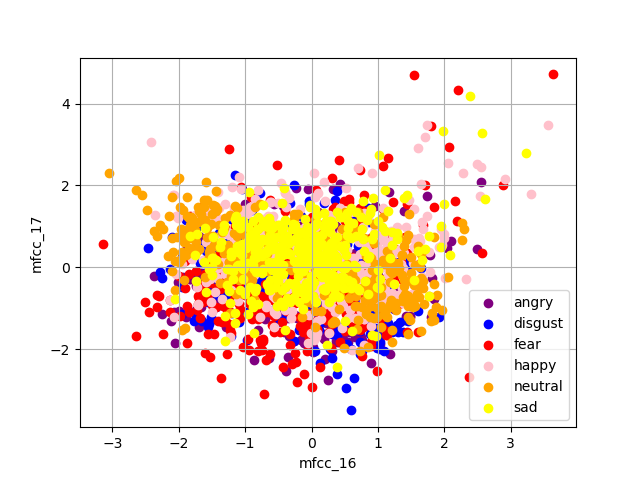 mfcc_17
4
2
0
−2
−3
−2
−1
0
1
2
3
mfcc_16
angry
disgust
fear
happy
neutral
sad